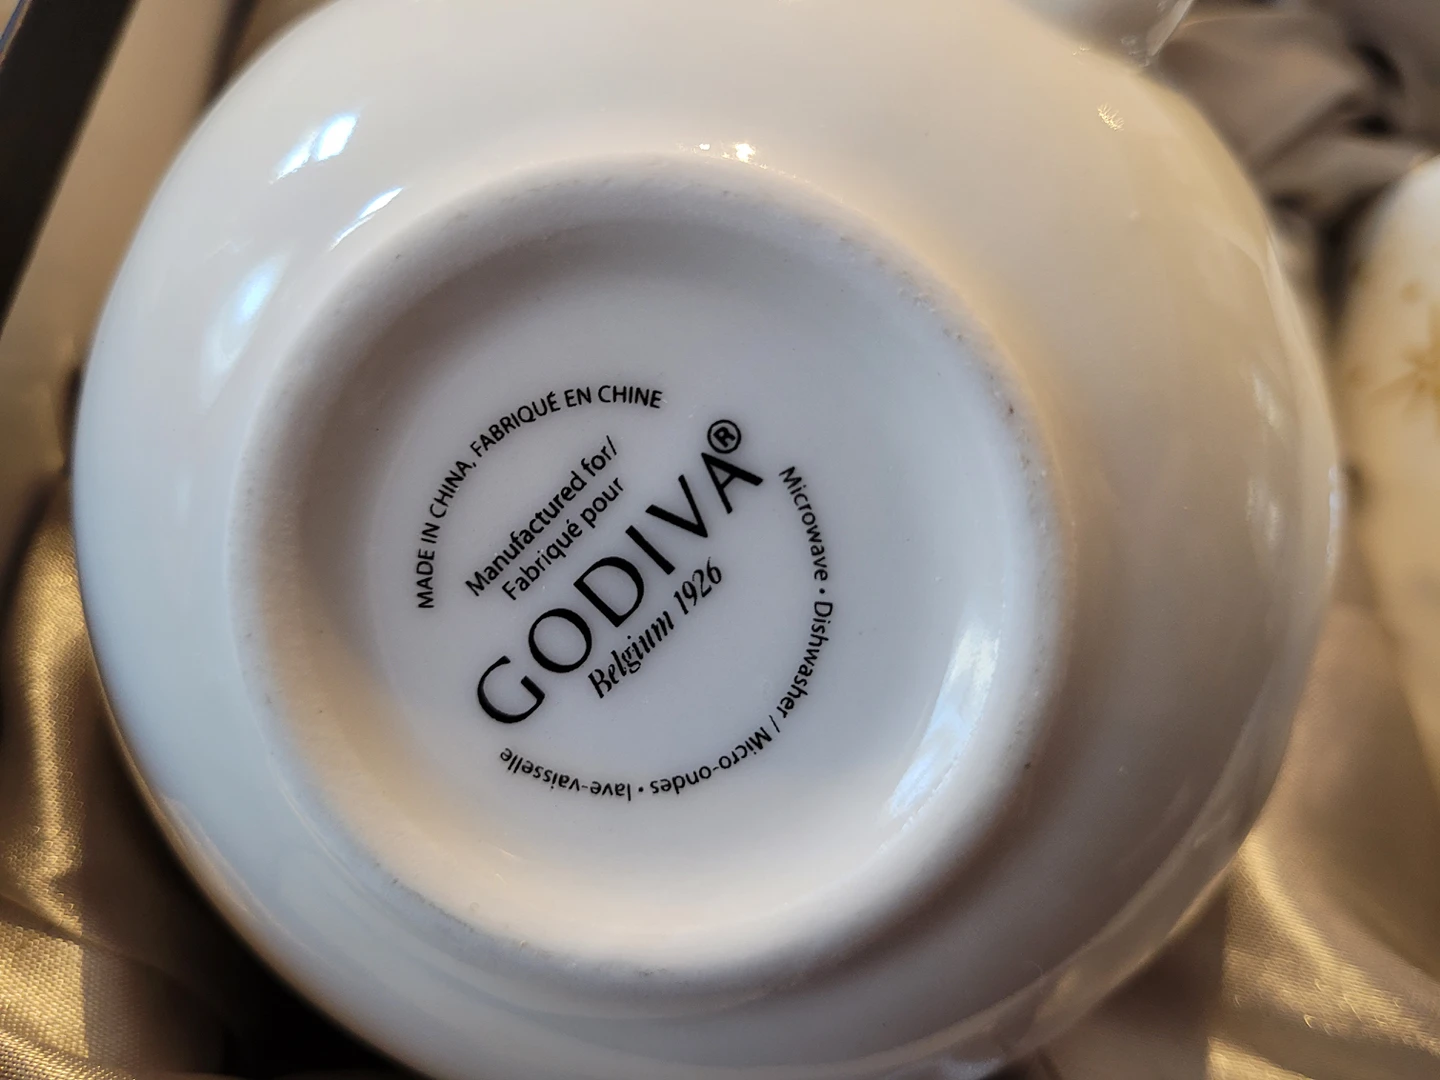 MADE IN CHINA, FABRIQUÉ EN CHINE
Manufactured for/
Fabriqué pour
GODIVA®
Belgium 1926
Microwave • Dishwasher / Micro-ondes • lave-vaisselle